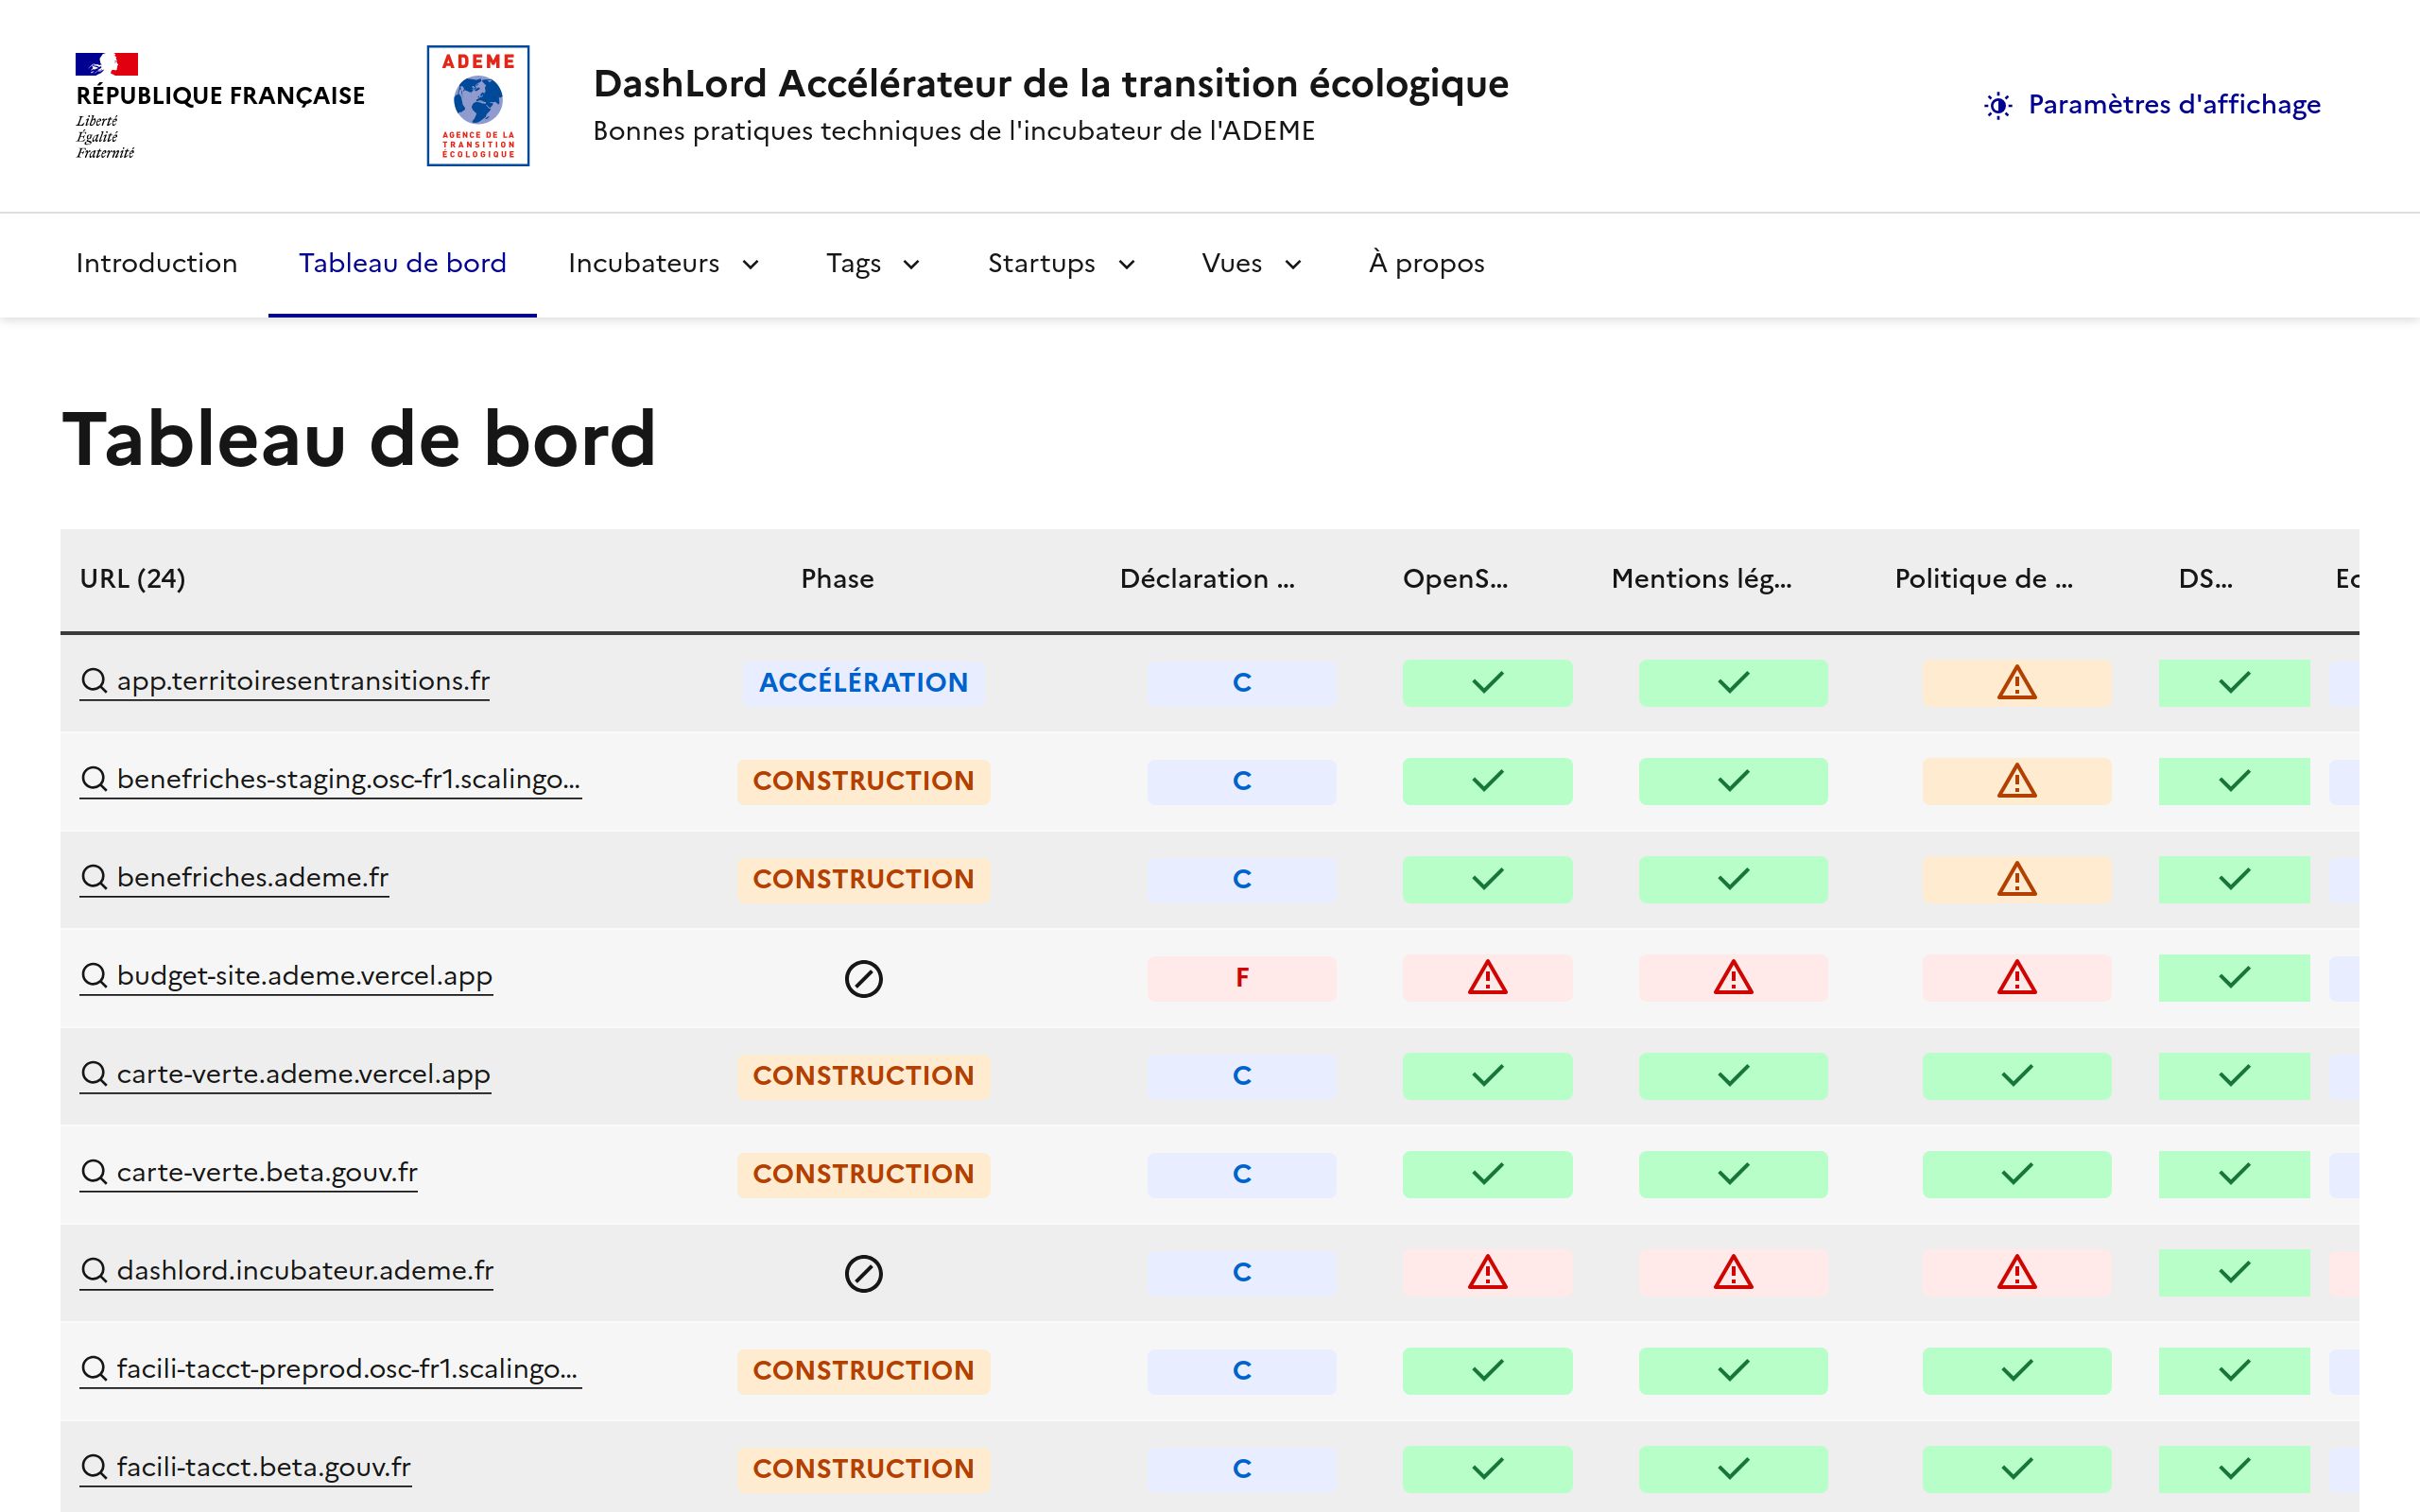 RÉPUBLIQUE FRANÇAISE
Liberté
Égalité
Fraternité
ADEME
AGENCE DE LA
TRANSITION
ÉCOLOGIQUE
DashLord Accélérateur de la transition écologique
Bonnes pratiques techniques de l'incubateur de l'ADEME
Paramètres d'affichage
Introduction Tableau de bord Incubateurs Tags Startups Vues À propos
Tableau de bord
URL (24) Phase Déclaration ... OpenS... Mentions lég... Politique de ... DS... Ec
app.territoiresentransitions.fr ACCÉLÉRATION C
benefriches-staging.osc-fr1.scalingo... CONSTRUCTION C
benefriches.ademe.fr CONSTRUCTION C
budget-site.ademe.vercel.app F
carte-verte.ademe.vercel.app CONSTRUCTION C
carte-verte.beta.gouv.fr CONSTRUCTION C
dashlord.incubateur.ademe.fr C
facili-tacct-preprod.osc-fr1.scalingo... CONSTRUCTION C
facili-tacct.beta.gouv.fr CONSTRUCTION C